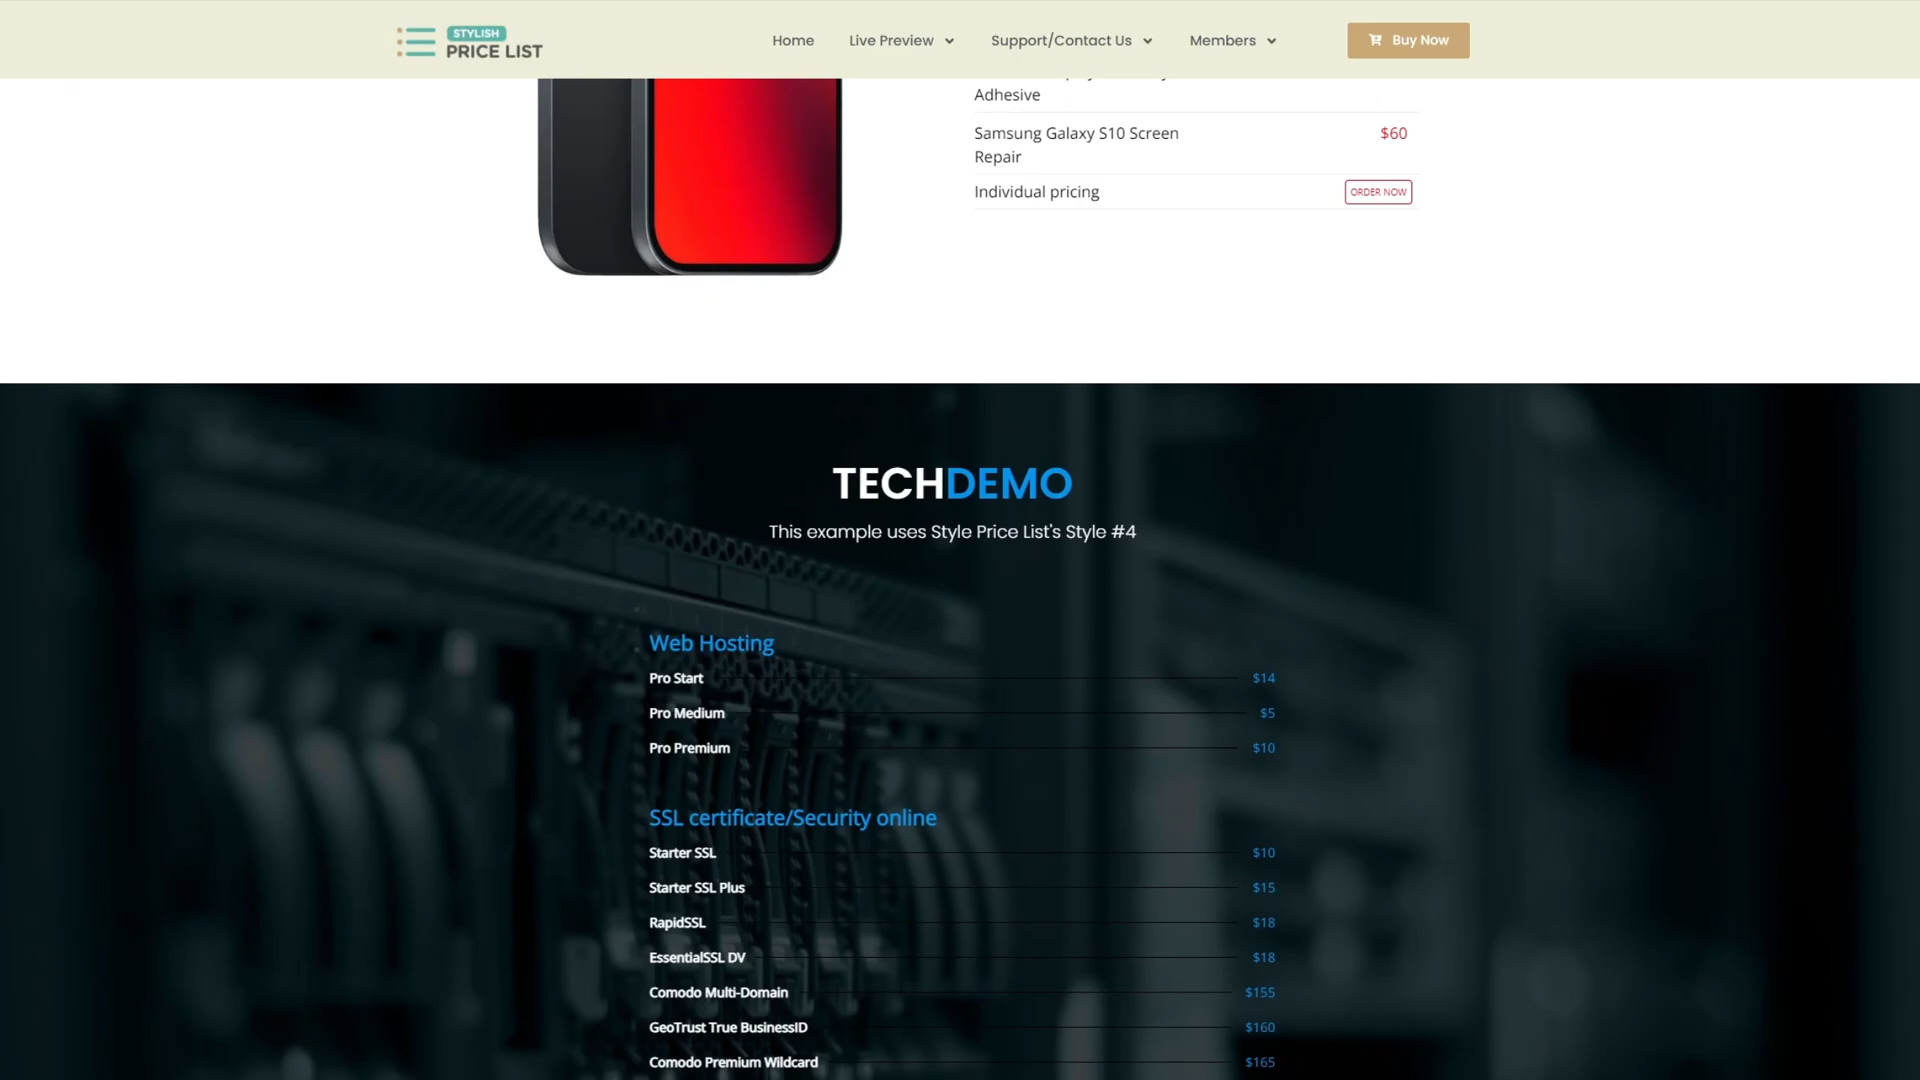 STYLISH
PRICE LIST
Home
Live Preview
Support/Contact Us
Members
Buy Now
Adhesive
Samsung Galaxy S10 Screen $60
Repair
Individual pricing ORDER NOW
TECHDEMO
This example uses Style Price List's Style #4
Web Hosting
Pro Start $14
Pro Medium $5
Pro Premium $10
SSL certificate/Security online
Starter SSL $10
Starter SSL Plus $15
RapidSSL $18
EssentialSSL DV $18
Comodo Multi-Domain $155
GeoTrust True BusinessID $160
Comodo Premium Wildcard $165